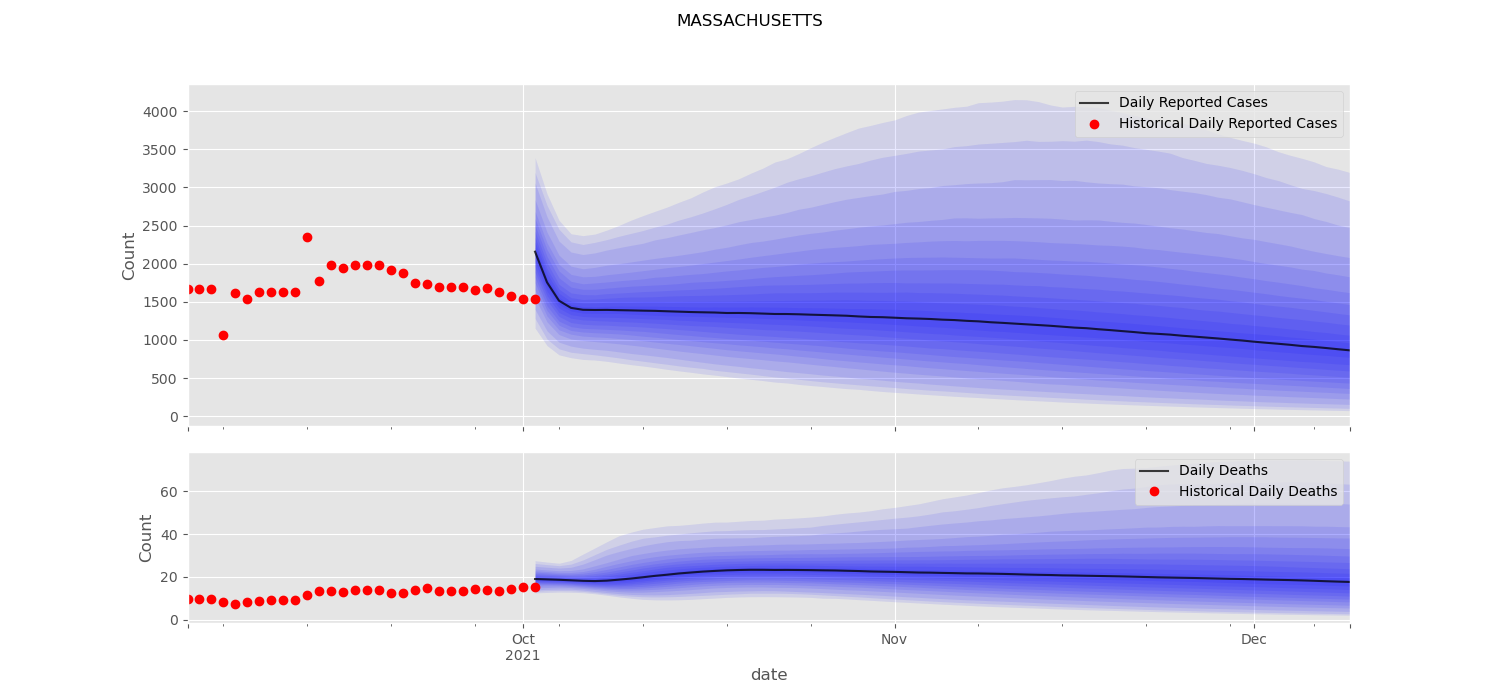 MASSACHUSETTS
Count
4000
3500
3000
2500
2000
1500
1000
500
0
Daily Reported Cases
Historical Daily Reported Cases
Count
60
40
20
0
Daily Deaths
Historical Daily Deaths
Oct
2021
Nov
Dec
date